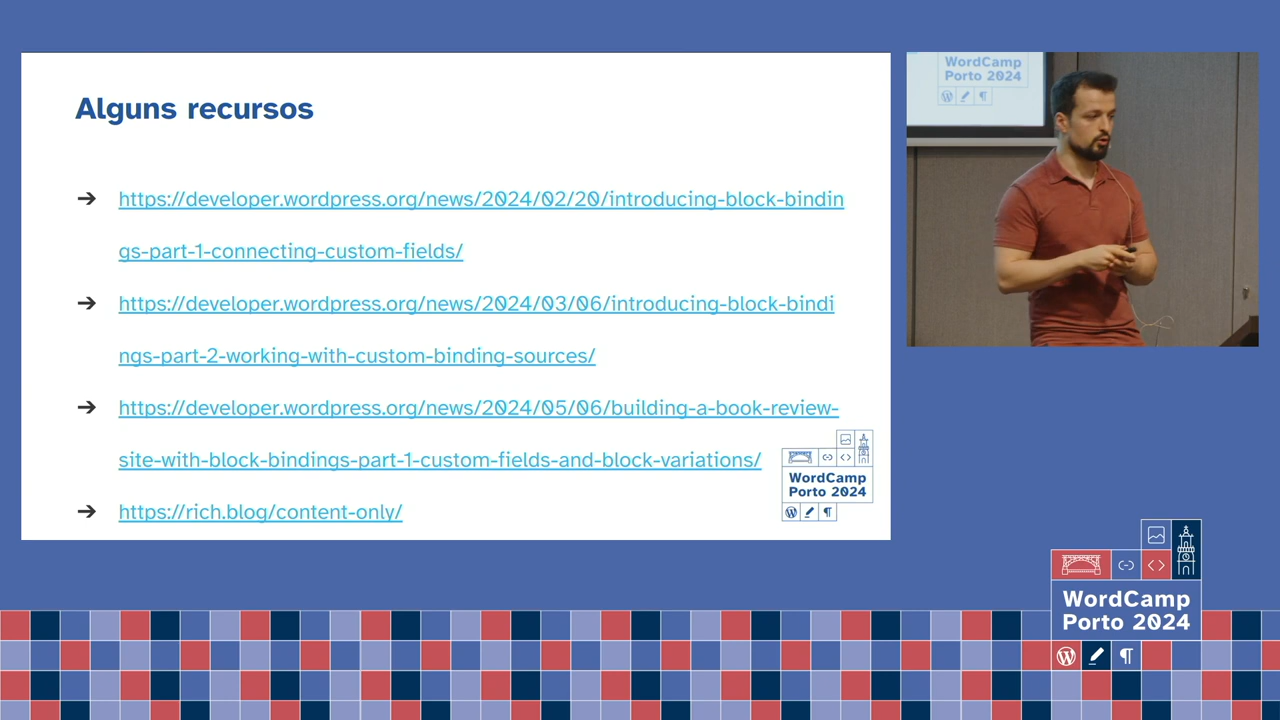 Alguns recursos
➔ https://developer.wordpress.org/news/2024/02/20/introducing-block-bindin
gs-part-1-connecting-custom-fields/
➔ https://developer.wordpress.org/news/2024/03/06/introducing-block-bindi
ngs-part-2-working-with-custom-binding-sources/
➔ https://developer.wordpress.org/news/2024/05/06/building-a-book-review-
site-with-block-bindings-part-1-custom-fields-and-block-variations/
➔ https://rich.blog/content-only/
WordCamp
Porto 2024
WordCamp
Porto 2024
WordCamp
Porto 2024